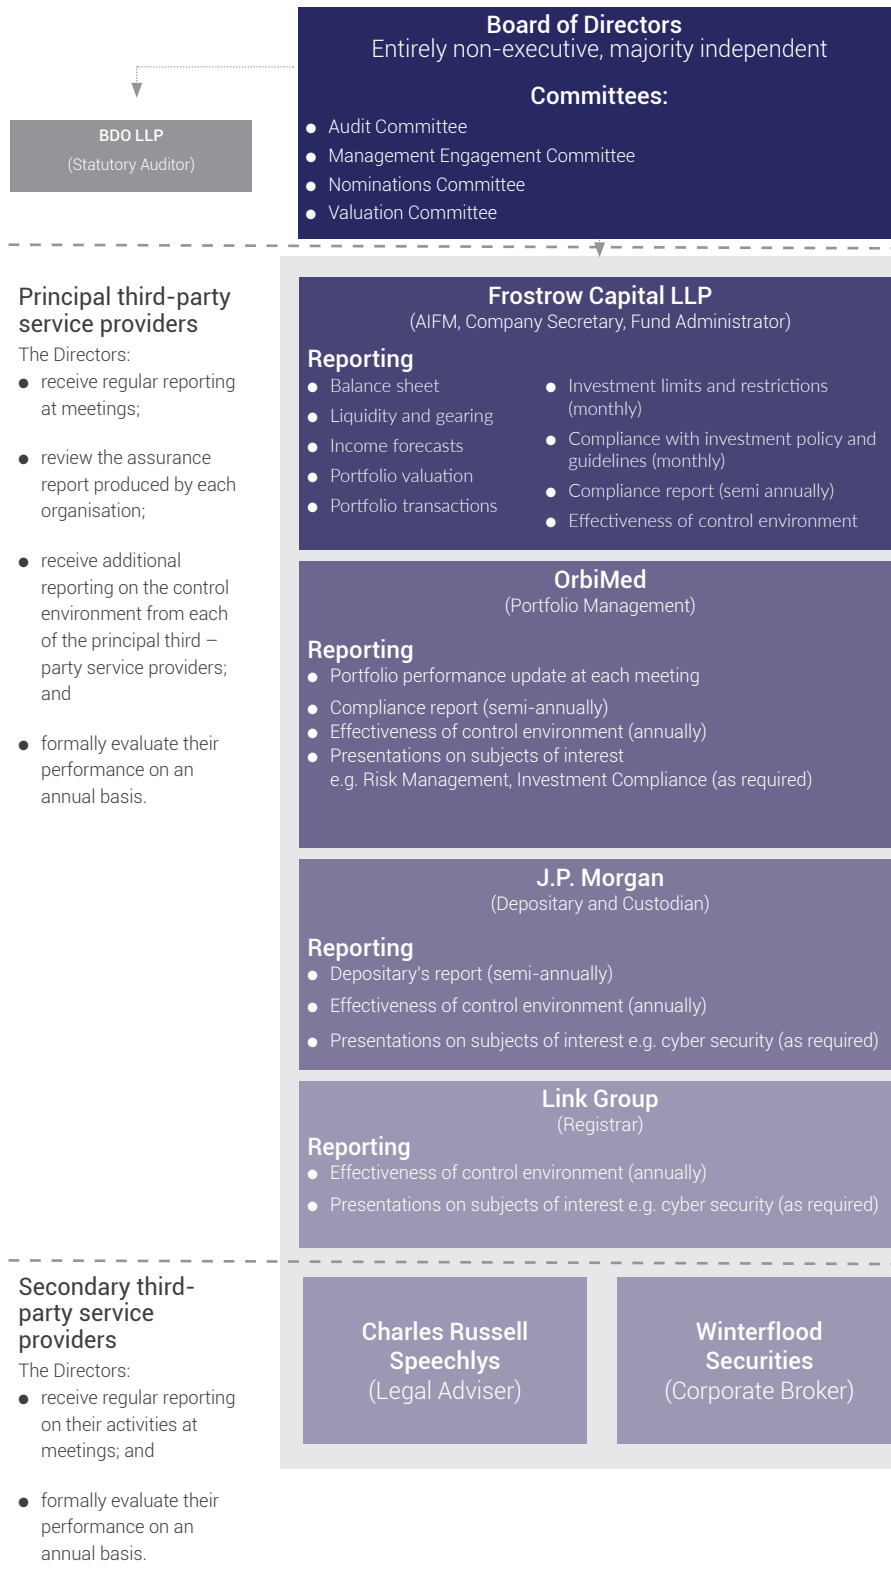 Board of Directors
Entirely non-executive, majority independent
Committees:
● Audit Committee
● Management Engagement Committee
● Nominations Committee
● Valuation Committee
BDO LLP
(Statutory Auditor)
Principal third-party
service providers
The Directors:
● receive regular reporting
at meetings;
● review the assurance
report produced by each
organisation;
● receive additional
reporting on the control
environment from each
of the principal third –
party service providers;
and
● formally evaluate their
performance on an
annual basis.
Frostrow Capital LLP
(AIFM, Company Secretary, Fund Administrator)
Reporting
● Balance sheet
● Liquidity and gearing
● Income forecasts
● Portfolio valuation
● Portfolio transactions
● Investment limits and restrictions
(monthly)
● Compliance with investment policy and
guidelines (monthly)
● Compliance report (semi annually)
● Effectiveness of control environment
OrbiMed
(Portfolio Management)
Reporting
● Portfolio performance update at each meeting
● Compliance report (semi-annually)
● Effectiveness of control environment (annually)
● Presentations on subjects of interest
e.g. Risk Management, Investment Compliance (as required)
J.P. Morgan
(Depositary and Custodian)
Reporting
● Depositary's report (semi-annually)
● Effectiveness of control environment (annually)
● Presentations on subjects of interest e.g. cyber security (as required)
Link Group
(Registrar)
Reporting
● Effectiveness of control environment (annually)
● Presentations on subjects of interest e.g. cyber security (as required)
Secondary third-
party service
providers
The Directors:
● receive regular reporting
on their activities at
meetings; and
● formally evaluate their
performance on an
annual basis.
Charles Russell
Speechlys
(Legal Adviser)
Winterflood
Securities
(Corporate Broker)